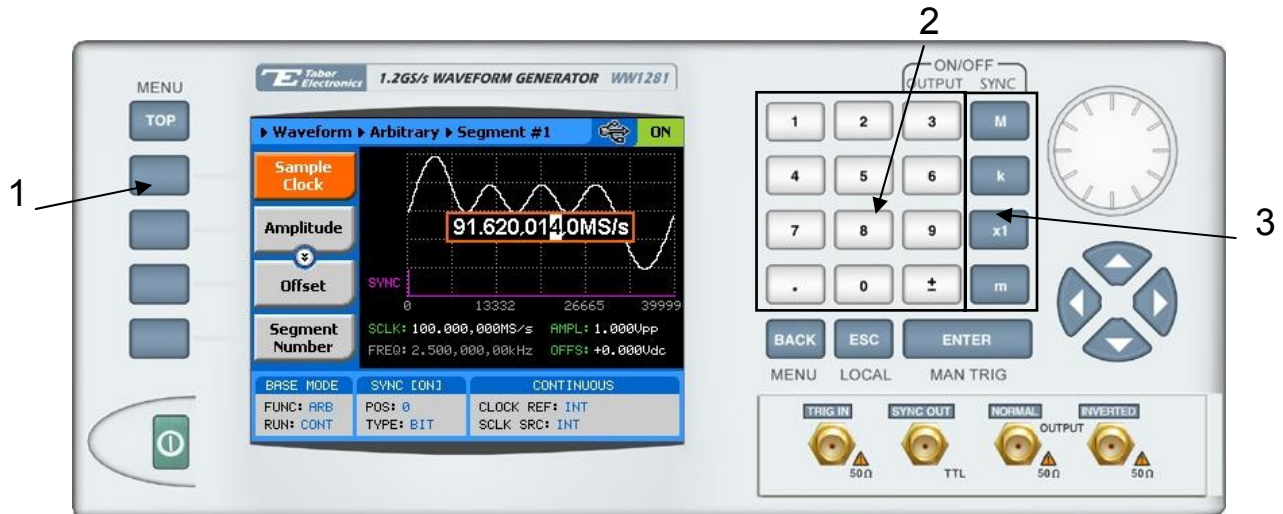 2
1
3
MENU
TOP
Tabor Electronics 1.2GS/s WAVEFORM GENERATOR WW1281
Waveform Arbitrary Segment #1 ON
Sample Clock
Amplitude
Offset
Segment Number
91.620,014,0MS/s
SYNC
0 13332 26665 39999
SCLK: 100.000,000MS/s AMPL: 1.000Vpp
FREQ: 2.500,000,00kHz OFFS: +0.000Vdc
BASE MODE SYNC [ON] CONTINUOUS
FUNC: ARB POS: 0 CLOCK REF: INT
RUN: CONT TYPE: BIT SCLK SRC: INT
ON/OFF
OUTPUT SYNC
1 2 3 M
4 5 6 k
7 8 9 x1
. 0 ± m
BACK ESC ENTER
MENU LOCAL MAN TRIG
TRIG IN SYNC OUT NORMAL INVERTED
OUTPUT
50Ω TTL 50Ω 50Ω